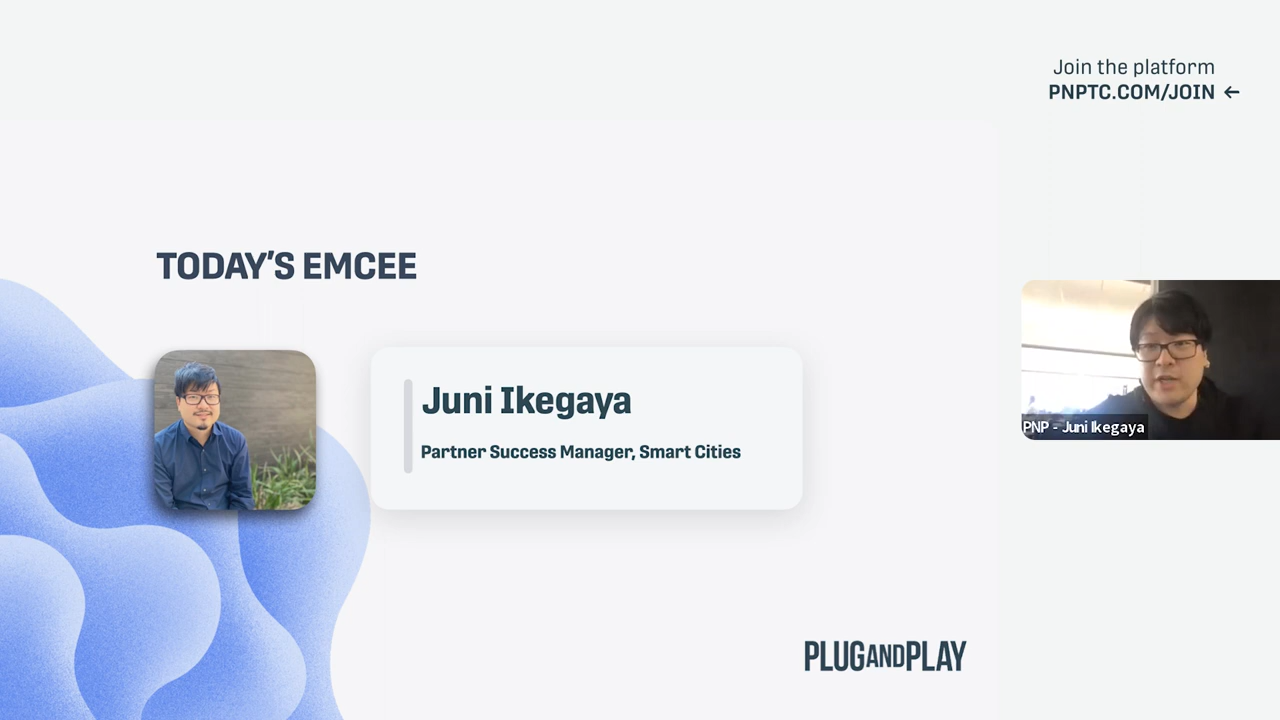 Join the platform
PNPTC.COM/JOIN ←
TODAY'S EMCEE
Juni Ikegaya
Partner Success Manager, Smart Cities
PNP - Juni Ikegaya
PLUGANDPLAY